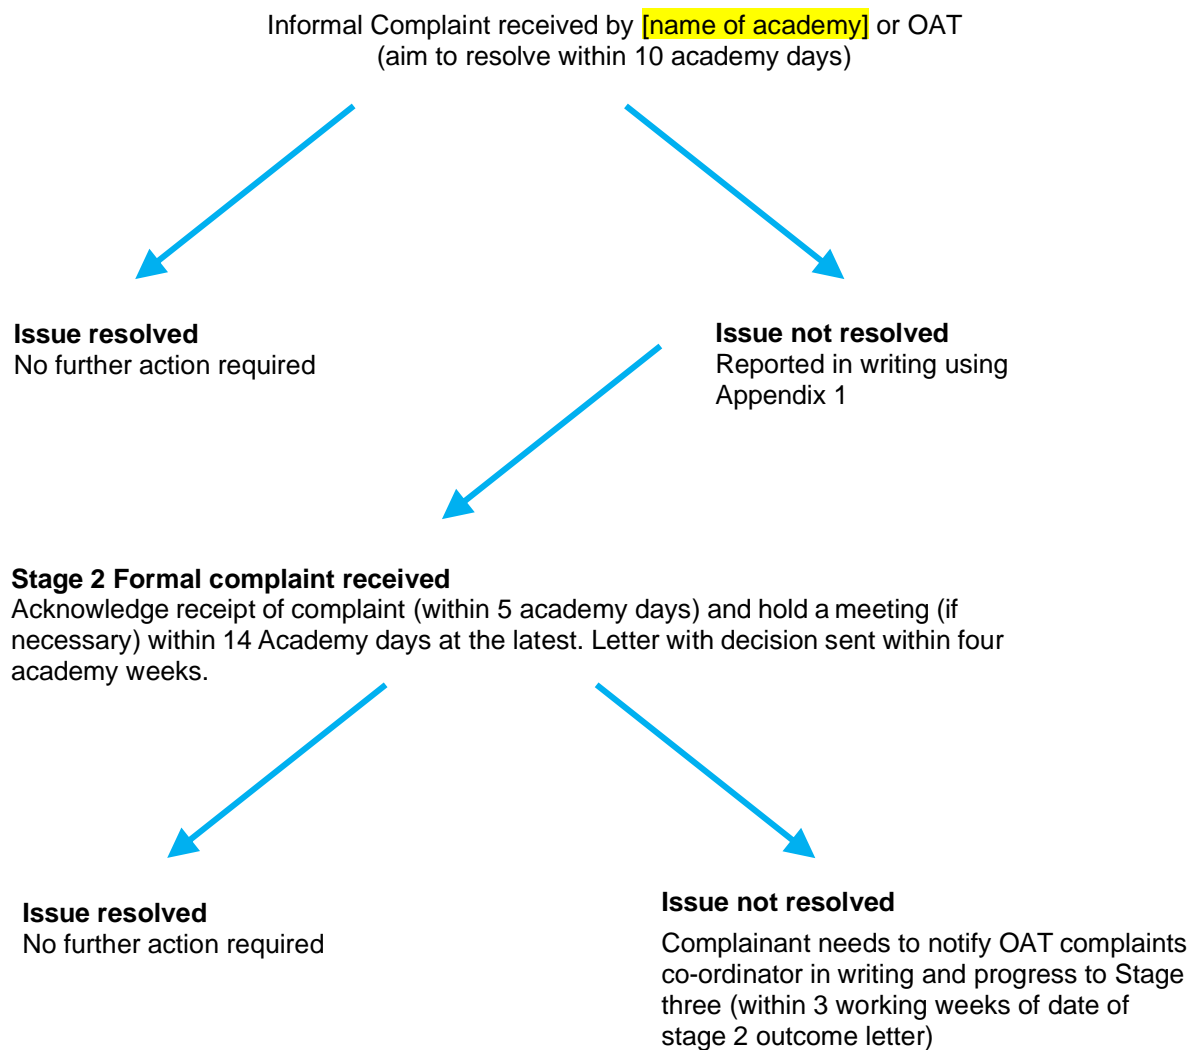 Informal Complaint received by [name of academy] or OAT
(aim to resolve within 10 academy days)
Issue resolved
No further action required
Issue not resolved
Reported in writing using
Appendix 1
Stage 2 Formal complaint received
Acknowledge receipt of complaint (within 5 academy days) and hold a meeting (if
necessary) within 14 Academy days at the latest. Letter with decision sent within four
academy weeks.
Issue resolved
No further action required
Issue not resolved
Complainant needs to notify OAT complaints
co-ordinator in writing and progress to Stage
three (within 3 working weeks of date of
stage 2 outcome letter)